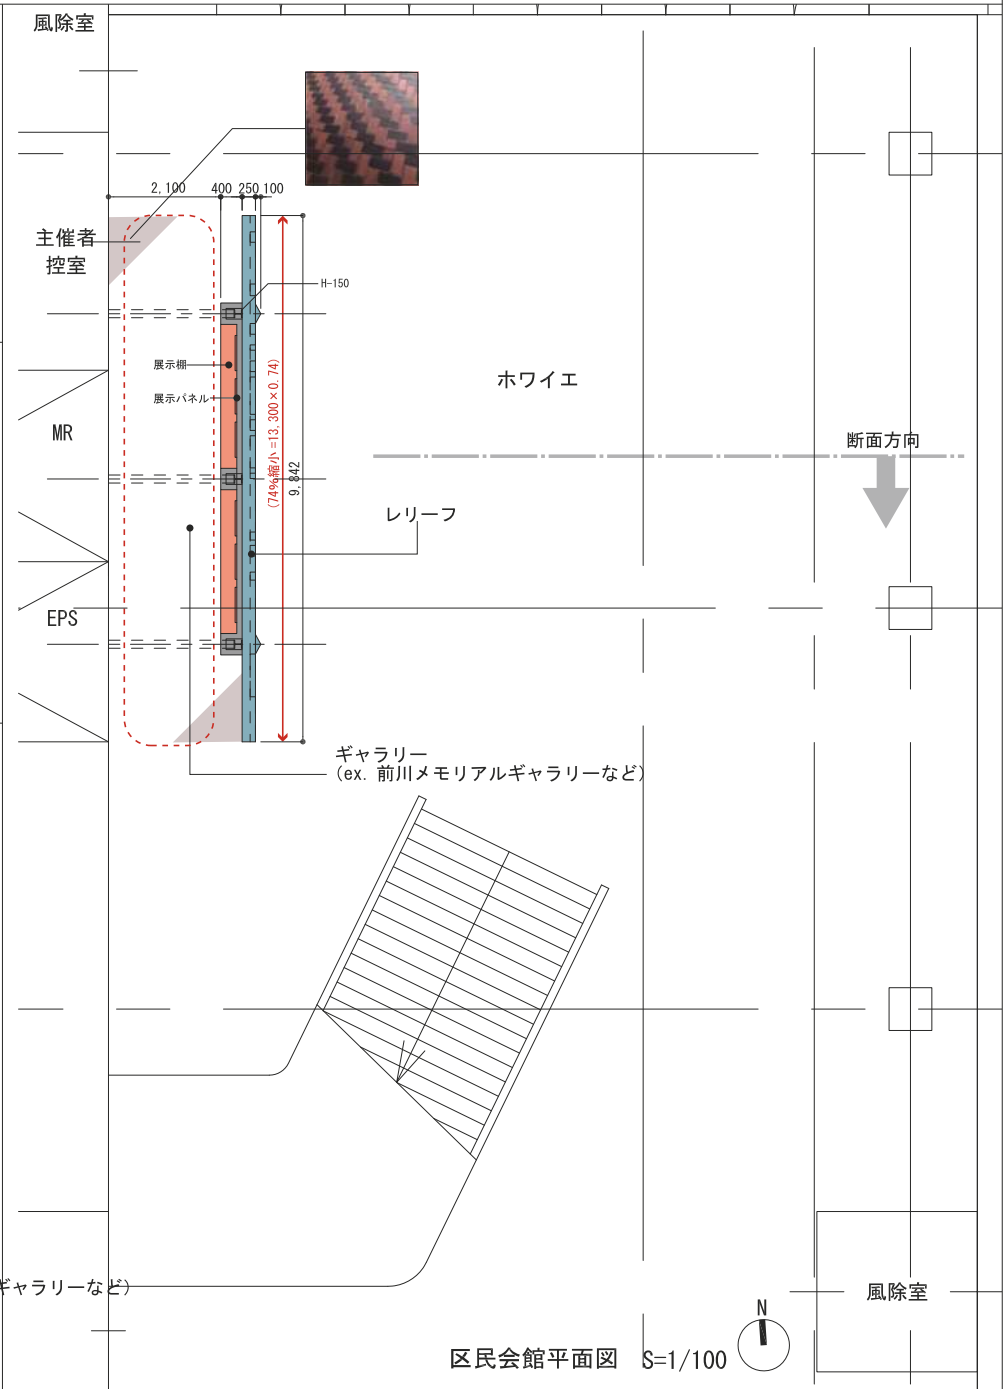 風除室
2,100
400
250
100
主催者
控室
H-150
展示棚
展示パネル
(74%縮小=13,300×0.74)
9,842
ホワイエ
断面方向
MR
レリーフ
EPS
ギャラリー
(ex. 前川メモリアルギャラリーなど)
ギャラリーなど)
風除室
N
区民会館平面図 S=1/100